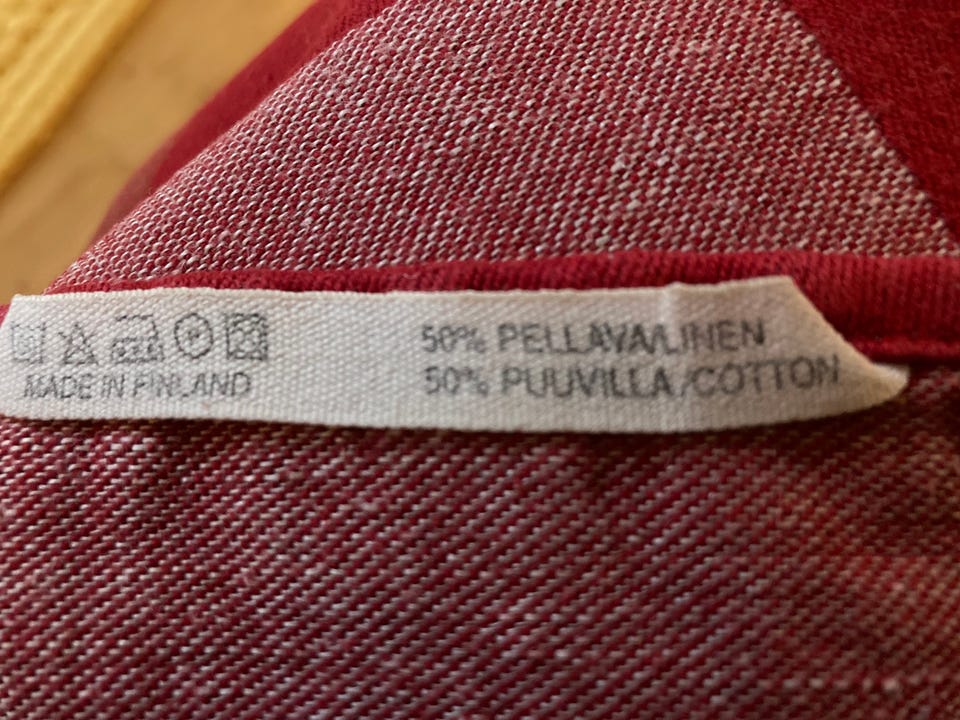 50% PELLAVA/LINEN
50% PUUVILLA/COTTON
MADE IN FINLAND